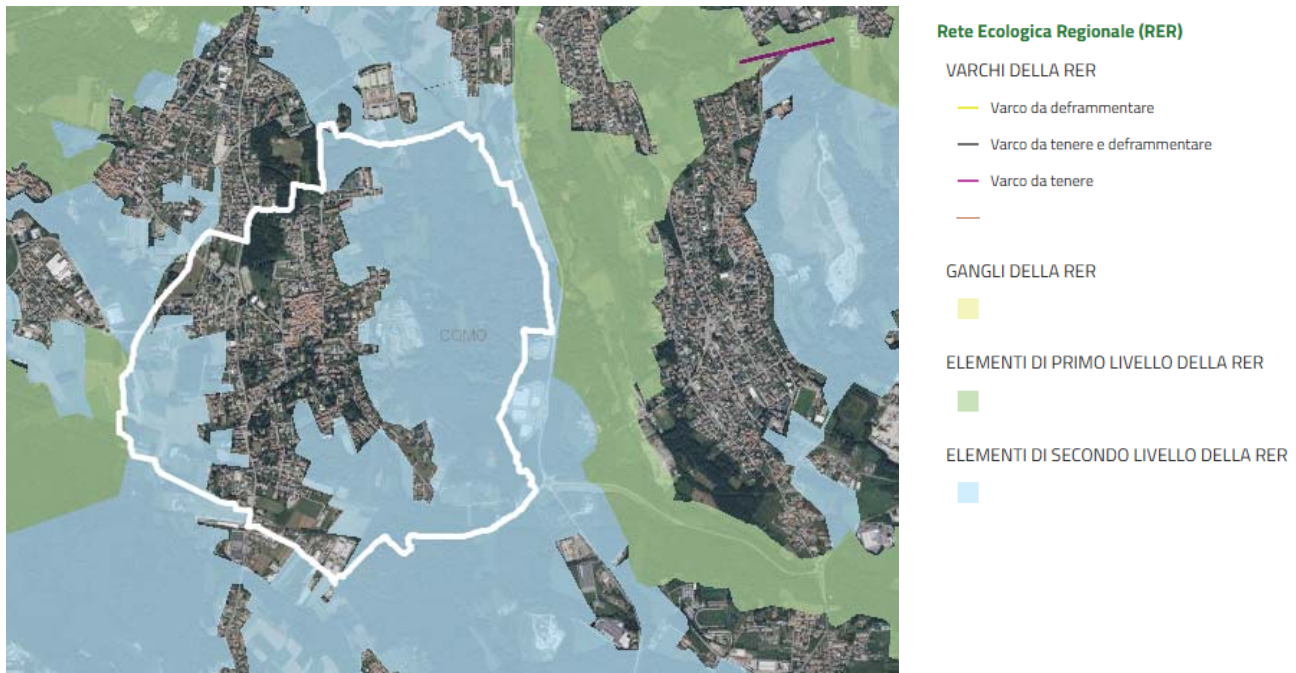 COMO
Rete Ecologica Regionale (RER)
VARCHI DELLA RER
Varco da deframmentare
Varco da tenere e deframmentare
Varco da tenere
GANGLI DELLA RER
ELEMENTI DI PRIMO LIVELLO DELLA RER
ELEMENTI DI SECONDO LIVELLO DELLA RER